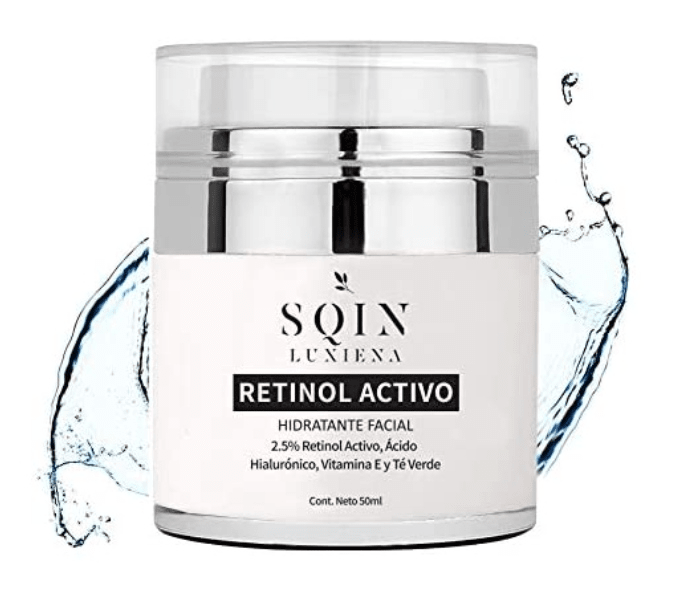 SQIN
LUXIENA
RETINOL ACTIVO
HIDRATANTE FACIAL
2.5% Retinol Activo, Ácido
Hialurónico, Vitamina E y Té Verde
Cont. Neto 50ml